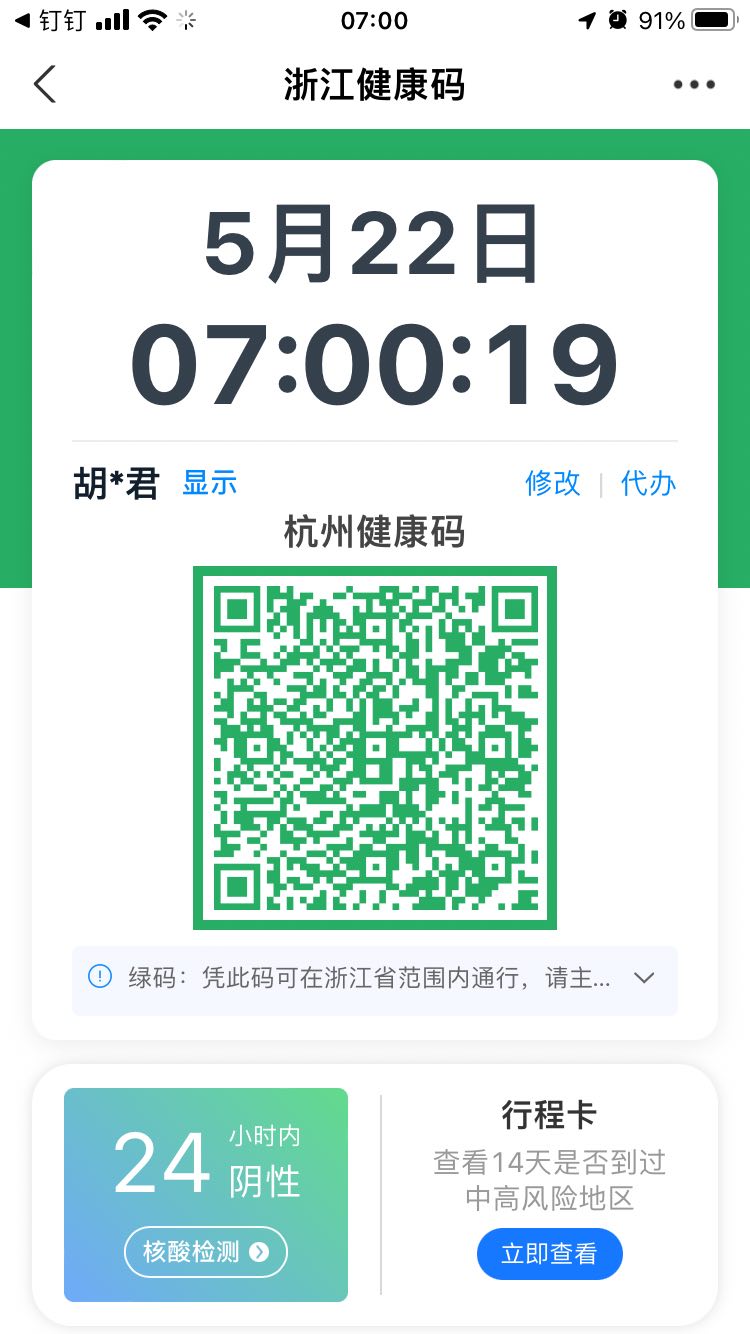 钉钉 07:00 91%
浙江健康码
5月22日
07:00:19
胡*君 显示 修改 | 代办
杭州健康码
绿码：凭此码可在浙江省范围内通行，请主...
24 小时内
阴性
核酸检测
行程卡
查看14天是否到过
中高风险地区
立即查看